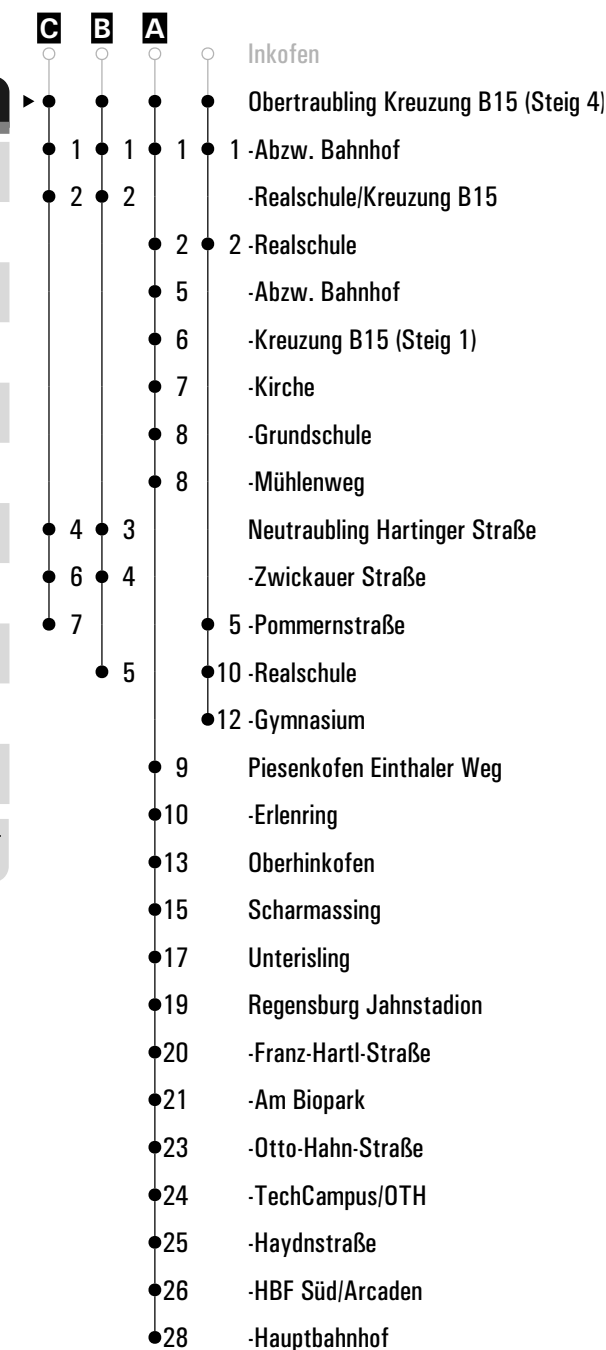 C B A
Inkofen
Obertraubling Kreuzung B15 (Steig 4)
1 1 1 1 -Abzw. Bahnhof
2 2 -Realschule/Kreuzung B15
2 2 -Realschule
5 -Abzw. Bahnhof
6 -Kreuzung B15 (Steig 1)
7 -Kirche
8 -Grundschule
8 -Mühlenweg
4 3 Neutraubling Hartinger Straße
6 4 -Zwickauer Straße
7 5 -Pommernstraße
5 10 -Realschule
12 -Gymnasium
9 Piesenkofen Einthaler Weg
10 -Erlenring
13 Oberhinkofen
15 Scharmassing
17 Unterisling
19 Regensburg Jahnstadion
20 -Franz-Hartl-Straße
21 -Am Biopark
23 -Otto-Hahn-Straße
24 -TechCampus/OTH
25 -Haydnstraße
26 -HBF Süd/Arcaden
28 -Hauptbahnhof